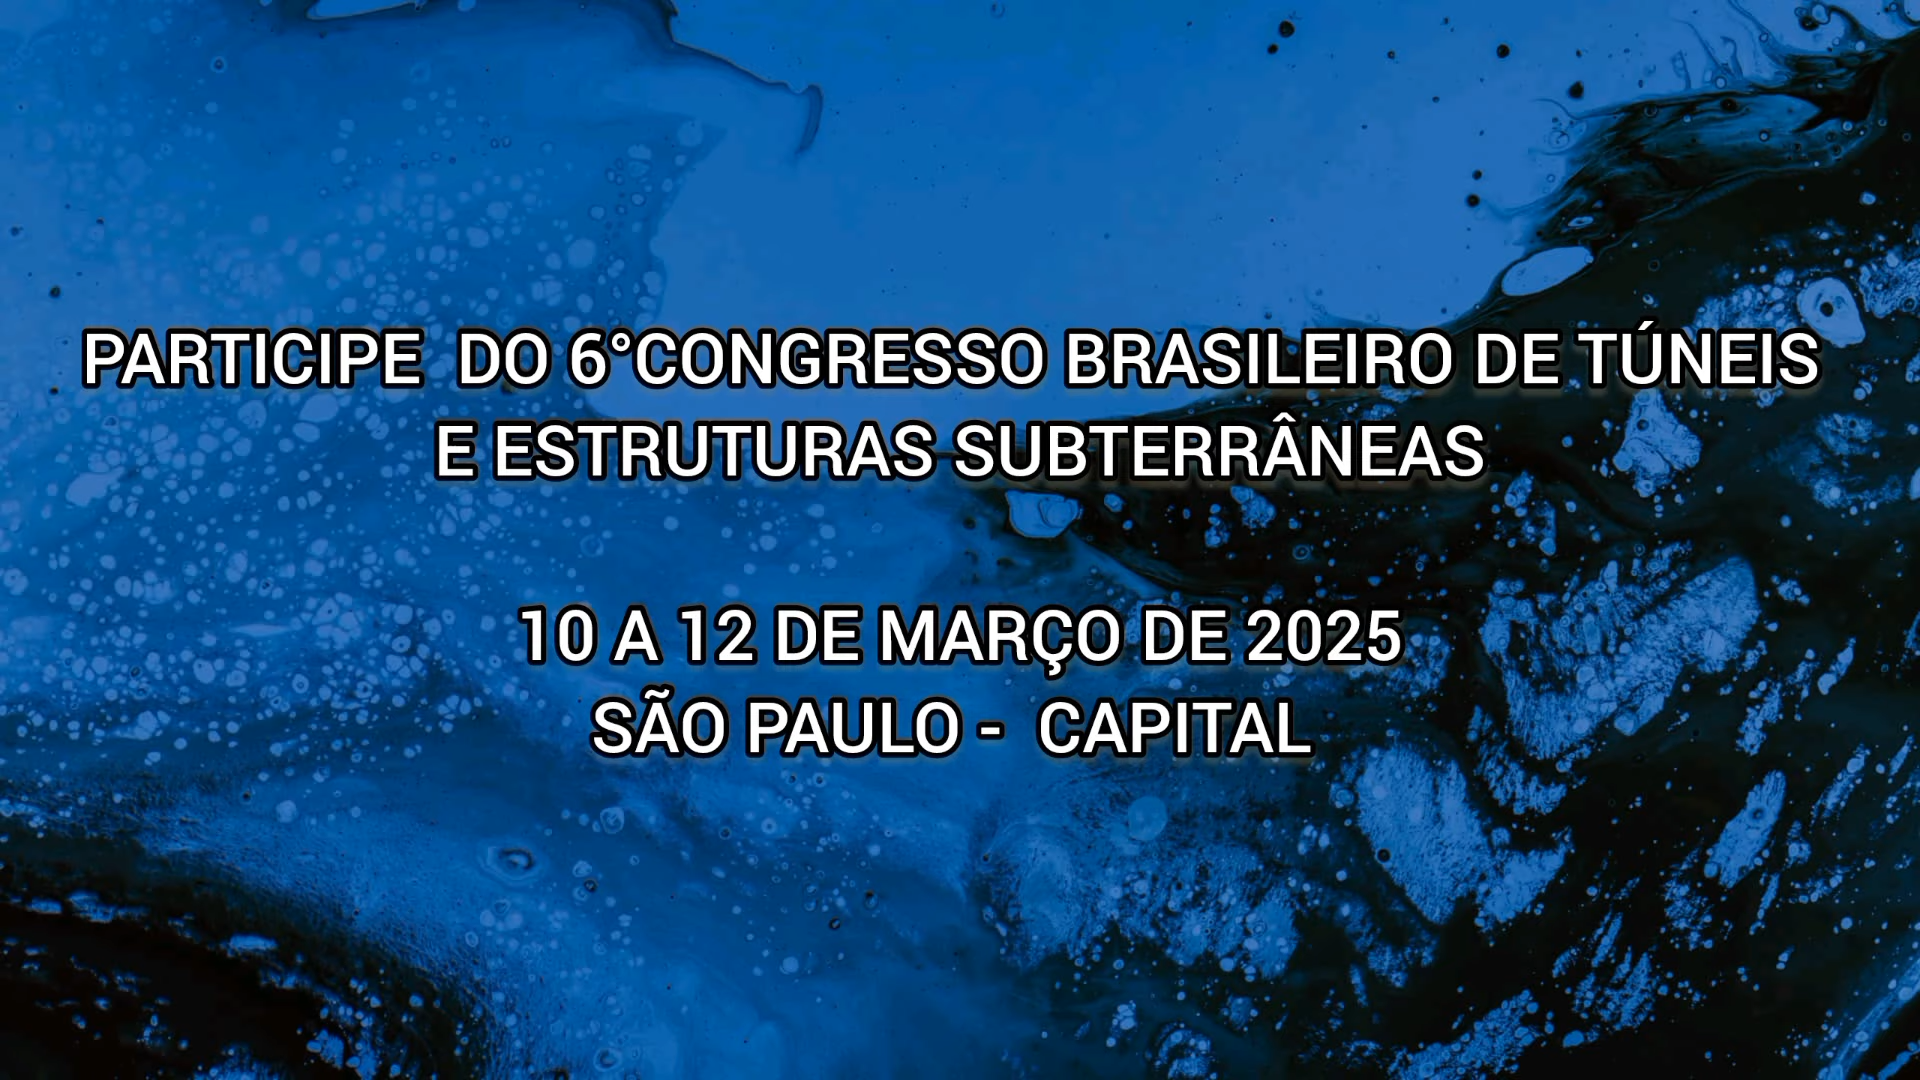 PARTICIPE  DO 6°CONGRESSO BRASILEIRO DE TÚNEIS
E ESTRUTURAS SUBTERRÂNEAS
10 A 12 DE MARÇO DE 2025
SÃO PAULO -  CAPITAL